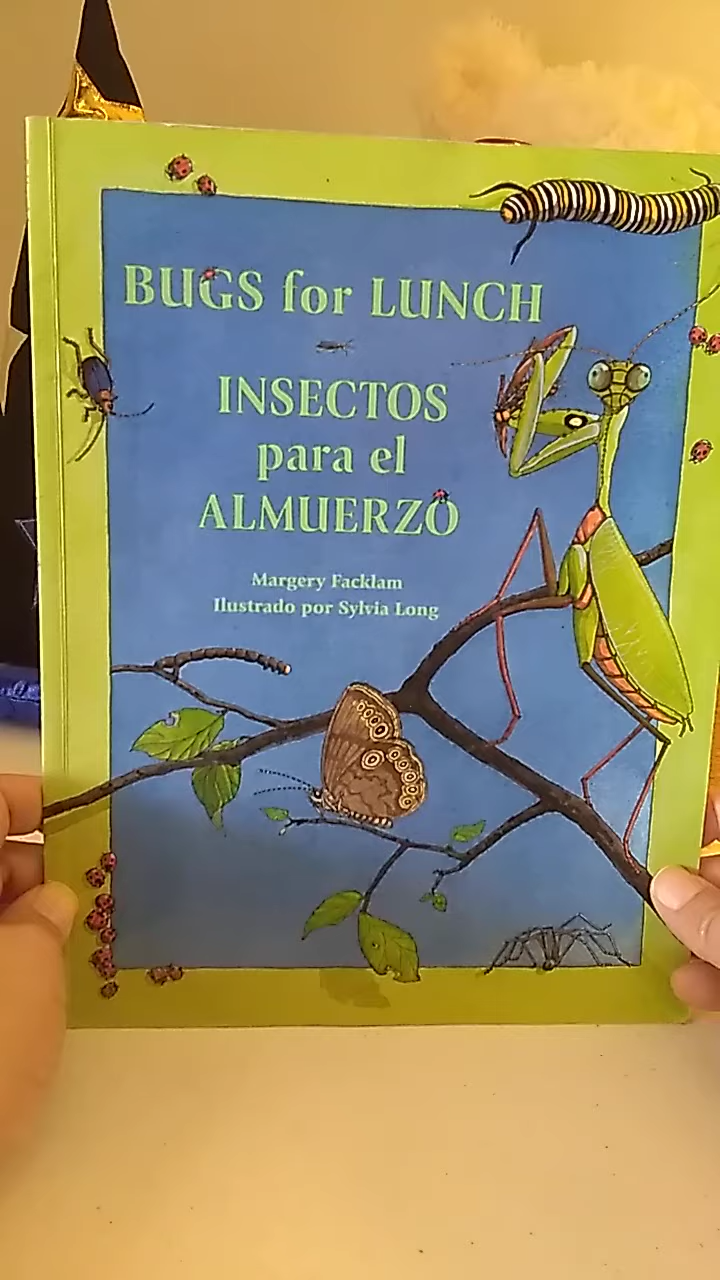 BUGS for LUNCH
INSECTOS
para el
ALMUERZO
Margery Facklam
Ilustrado por Sylvia Long